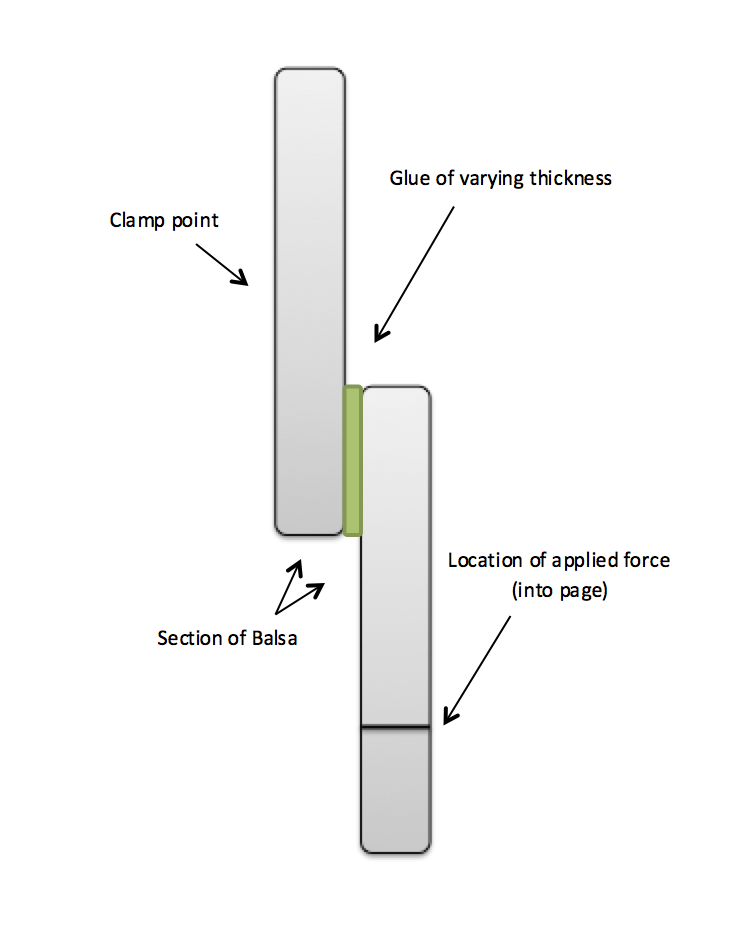 Glue of varying thickness
Clamp point
Location of applied force
(into page)
Section of Balsa